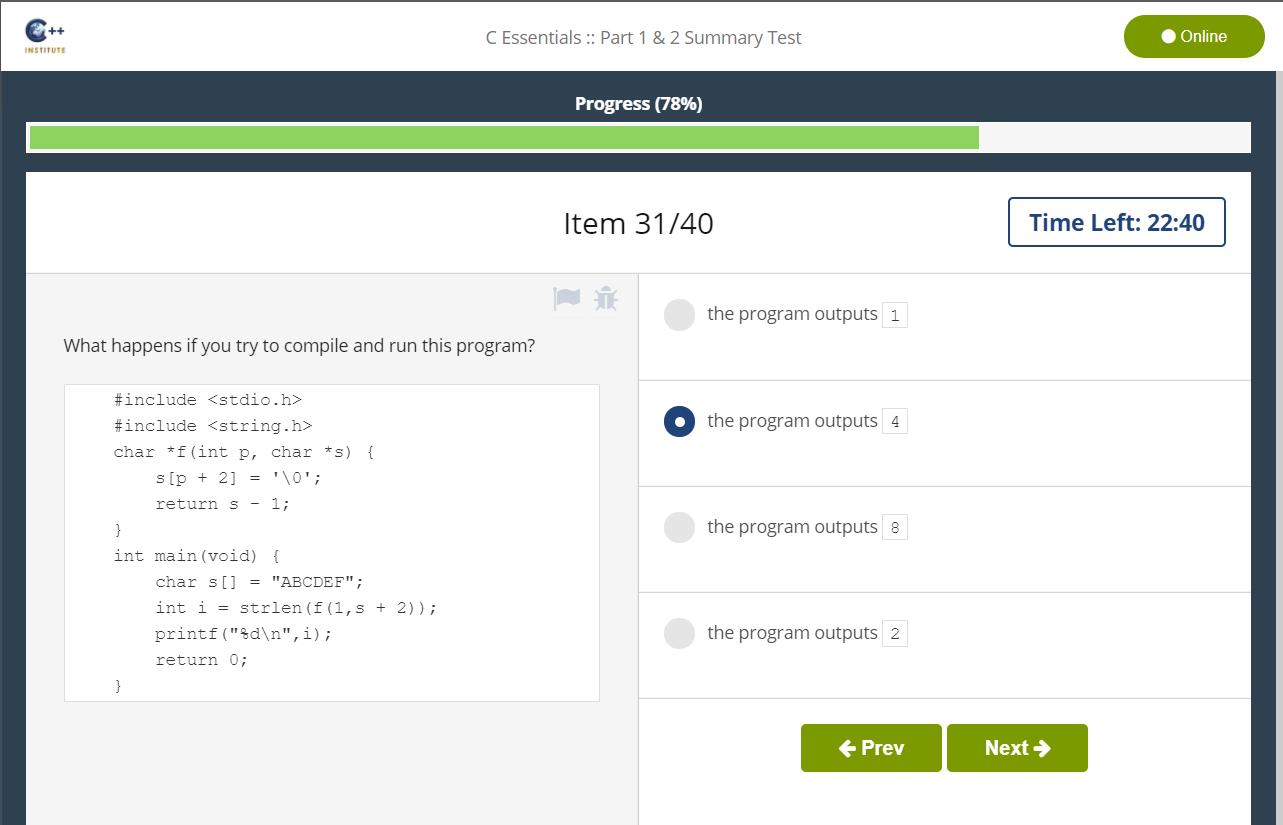 C++
INSTITUTE
C Essentials :: Part 1 & 2 Summary Test
Online
Progress (78%)
Item 31/40
Time Left: 22:40
What happens if you try to compile and run this program?
#include <stdio.h>
#include <string.h>
char *f(int p, char *s) {
    s[p + 2] = '\0';
    return s - 1;
}
int main(void) {
    char s[] = "ABCDEF";
    int i = strlen(f(1,s + 2));
    printf("%d\n",i);
    return 0;
}
the program outputs 1
the program outputs 4
the program outputs 8
the program outputs 2
Prev
Next